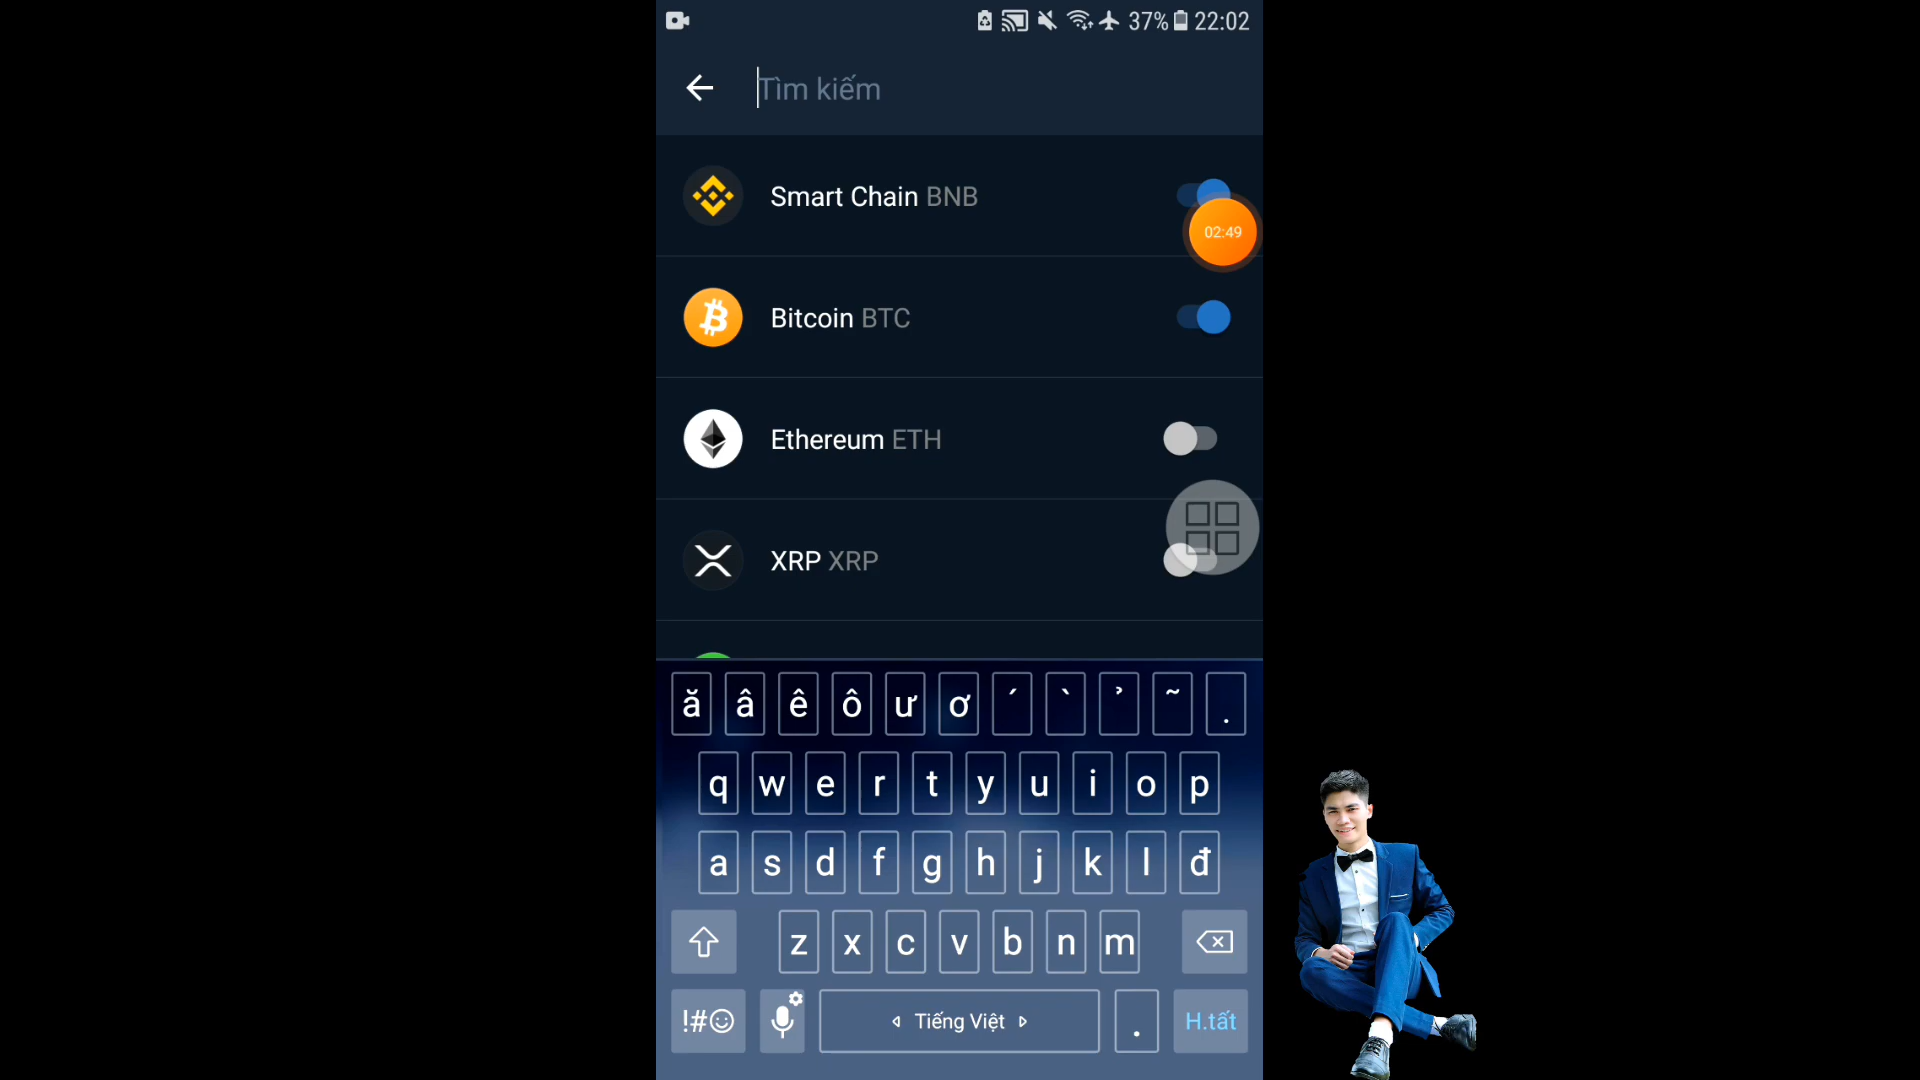 37% 22:02
Tìm kiếm
Smart Chain BNB
02:49
Bitcoin BTC
Ethereum ETH
XRP XRP
ă â ê ô ư ơ ´ ` ̉ ~ .
q w e r t y u i o p
a s d f g h j k l đ
z x c v b n m
!#☺ Tiếng Việt . H.tất